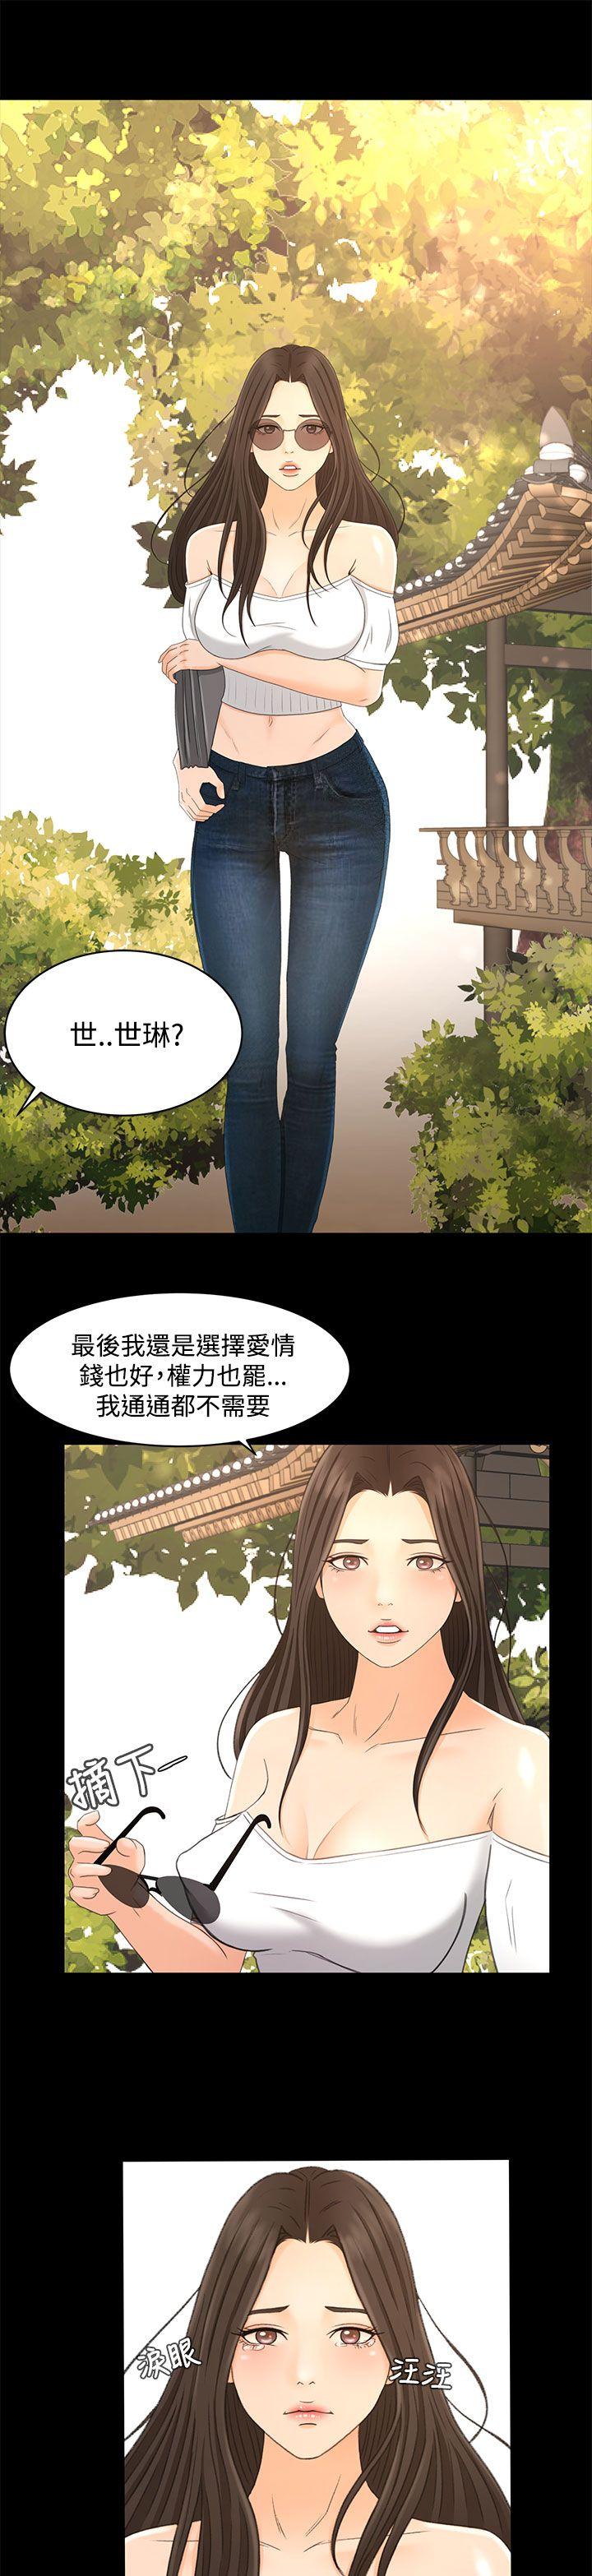 世..世琳?
最後我還是選擇愛情
錢也好，權力也罷...
我通通都不需要
摘下
淚眼
汪汪